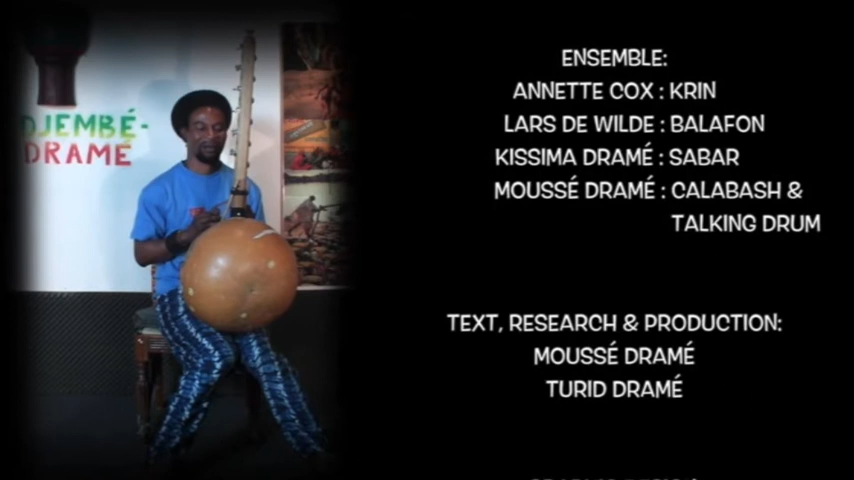 DJEMBÉ-
DRAMÉ
ENSEMBLE:
ANNETTE COX : KRIN
LARS DE WILDE : BALAFON
KISSIMA DRAMÉ : SABAR
MOUSSÉ DRAMÉ : CALABASH &
TALKING DRUM
TEXT, RESEARCH & PRODUCTION:
MOUSSÉ DRAMÉ
TURID DRAMÉ